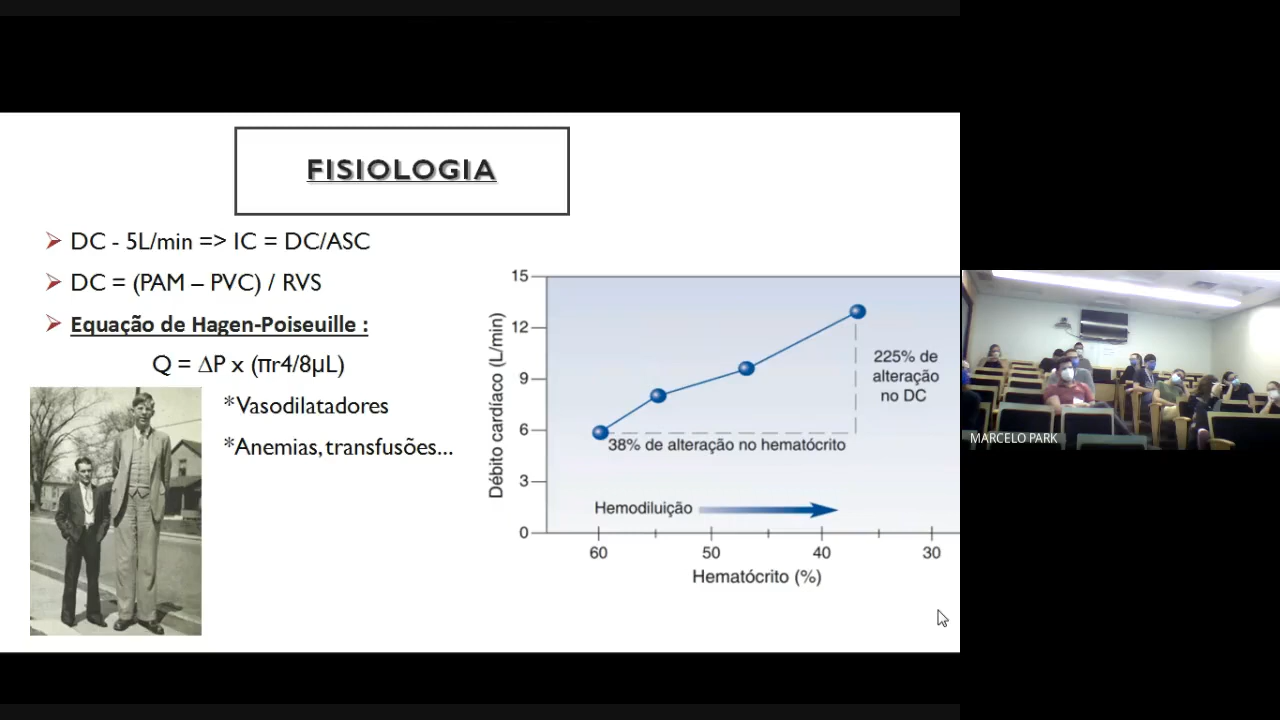 FISIOLOGIA
DC - 5L/min => IC = DC/ASC
DC = (PAM – PVC) / RVS
Equação de Hagen-Poiseuille :
Q = ΔP x (πr4/8μL)
*Vasodilatadores
*Anemias, transfusões...
Débito cardíaco (L/min)
15
12
9
6
3
0
225% de
alteração
no DC
38% de alteração no hematócrito
Hemodiluição
60
50
40
30
Hematócrito (%)
MARCELO PARK